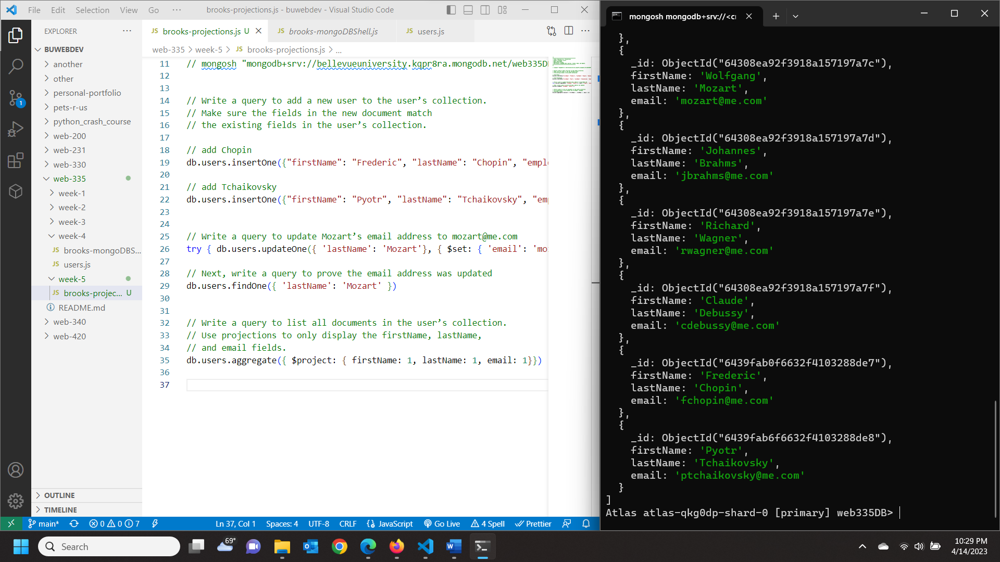 File Edit Selection View Go ··· brooks-projections.js - buwebdev - Visual Studio Code
EXPLORER ···
BUWEBDEV
another
other
personal-portfolio
pets-r-us
python_crash_course
web-200
web-231
web-330
web-335
week-1
week-2
week-3
week-4
JS brooks-mongoDBS...
JS users.js
week-5
JS brooks-projec... U
README.md
web-340
web-420
OUTLINE
TIMELINE
1
JS brooks-projections.js U JS brooks-mongoDBShell.js JS users.js ···
web-335 > week-5 > JS brooks-projections.js > ...
11 // mongosh "mongodb+srv://bellevueuniversity.kqpr8ra.mongodb.net/web335D
12
13
14 // Write a query to add a new user to the user’s collection.
15 // Make sure the fields in the new document match
16 // the existing fields in the user’s collection.
17
18 // add Chopin
19 db.users.insertOne({"firstName": "Frederic", "lastName": "Chopin", "empl
20
21 // add Tchaikovsky
22 db.users.insertOne({"firstName": "Pyotr", "lastName": "Tchaikovsky", "em
23
24
25 // Write a query to update Mozart’s email address to mozart@me.com
26 try { db.users.updateOne({ 'lastName': 'Mozart'}, { $set: { 'email': 'mo
27
28 // Next, write a query to prove the email address was updated
29 db.users.findOne({ 'lastName': 'Mozart' })
30
31
32 // Write a query to list all documents in the user’s collection.
33 // Use projections to only display the firstName, lastName,
34 // and email fields.
35 db.users.aggregate({ $project: { firstName: 1, lastName: 1, email: 1}})
36
37
main* 0 0 7 Ln 37, Col 1 Spaces: 4 UTF-8 CRLF JavaScript Go Live 4 Spell Prettier
mongosh mongodb+srv://<c
},
{
_id: ObjectId("64308ea92f3918a157197a7c"),
firstName: 'Wolfgang',
lastName: 'Mozart',
email: 'mozart@me.com'
},
{
_id: ObjectId("64308ea92f3918a157197a7d"),
firstName: 'Johannes',
lastName: 'Brahms',
email: 'jbrahms@me.com'
},
{
_id: ObjectId("64308ea92f3918a157197a7e"),
firstName: 'Richard',
lastName: 'Wagner',
email: 'rwagner@me.com'
},
{
_id: ObjectId("64308ea92f3918a157197a7f"),
firstName: 'Claude',
lastName: 'Debussy',
email: 'cdebussy@me.com'
},
{
_id: ObjectId("6439fab0f6632f4103288de7"),
firstName: 'Frederic',
lastName: 'Chopin',
email: 'fchopin@me.com'
},
{
_id: ObjectId("6439fab6f6632f4103288de8"),
firstName: 'Pyotr',
lastName: 'Tchaikovsky',
email: 'ptchaikovsky@me.com'
}
]
Atlas atlas-qkg0dp-shard-0 [primary] web335DB>
Search 69° 10:29 PM
4/14/2023